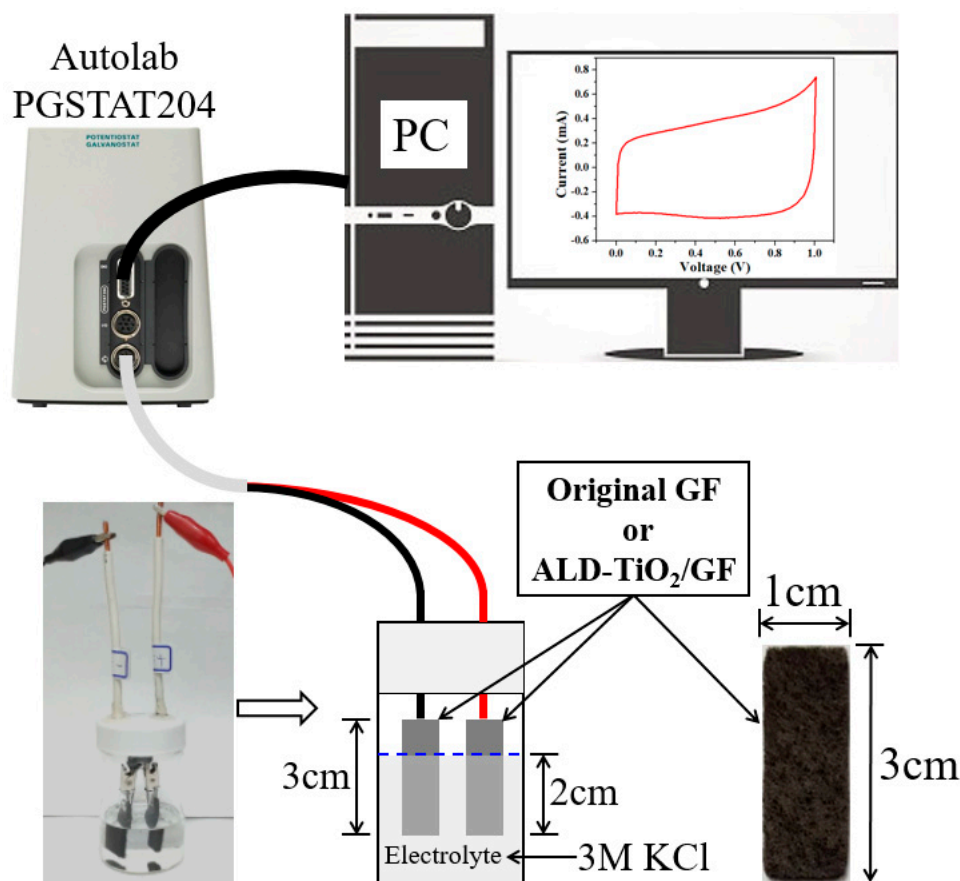 Autolab
PGSTAT204
POTENTIOSTAT
GALVANOSTAT
PC
Current (mA)
0.8
0.6
0.4
0.2
0.0
-0.2
-0.4
-0.6
0.0 0.2 0.4 0.6 0.8 1.0
Voltage (V)
Original GF
or
ALD-TiO₂/GF
1cm
3cm
- +
3cm
2cm
Electrolyte
3M KCl